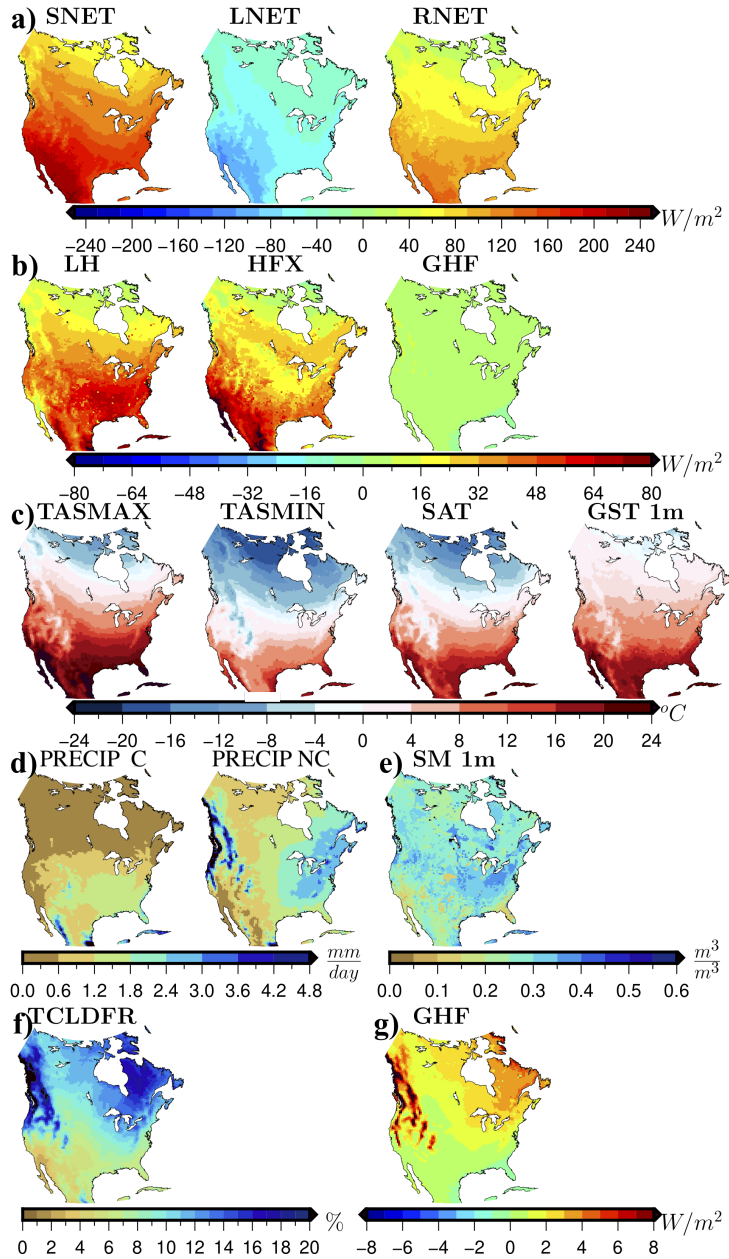 a) SNET LNET RNET
−240 −200 −160 −120 −80 −40 0 40 80 120 160 200 240 W/m²
b) LH HFX GHF
−80 −64 −48 −32 −16 0 16 32 48 64 80 W/m²
c) TASMAX TASMIN SAT GST 1m
−24 −20 −16 −12 −8 −4 0 4 8 12 16 20 24 °C
d) PRECIP C PRECIP NC e) SM 1m
0.0 0.6 1.2 1.8 2.4 3.0 3.6 4.2 4.8 mm/day 0.0 0.1 0.2 0.3 0.4 0.5 0.6 m³/m³
f) TCLDFR g) GHF
0 2 4 6 8 10 12 14 16 18 20 % −8 −6 −4 −2 0 2 4 6 8 W/m²